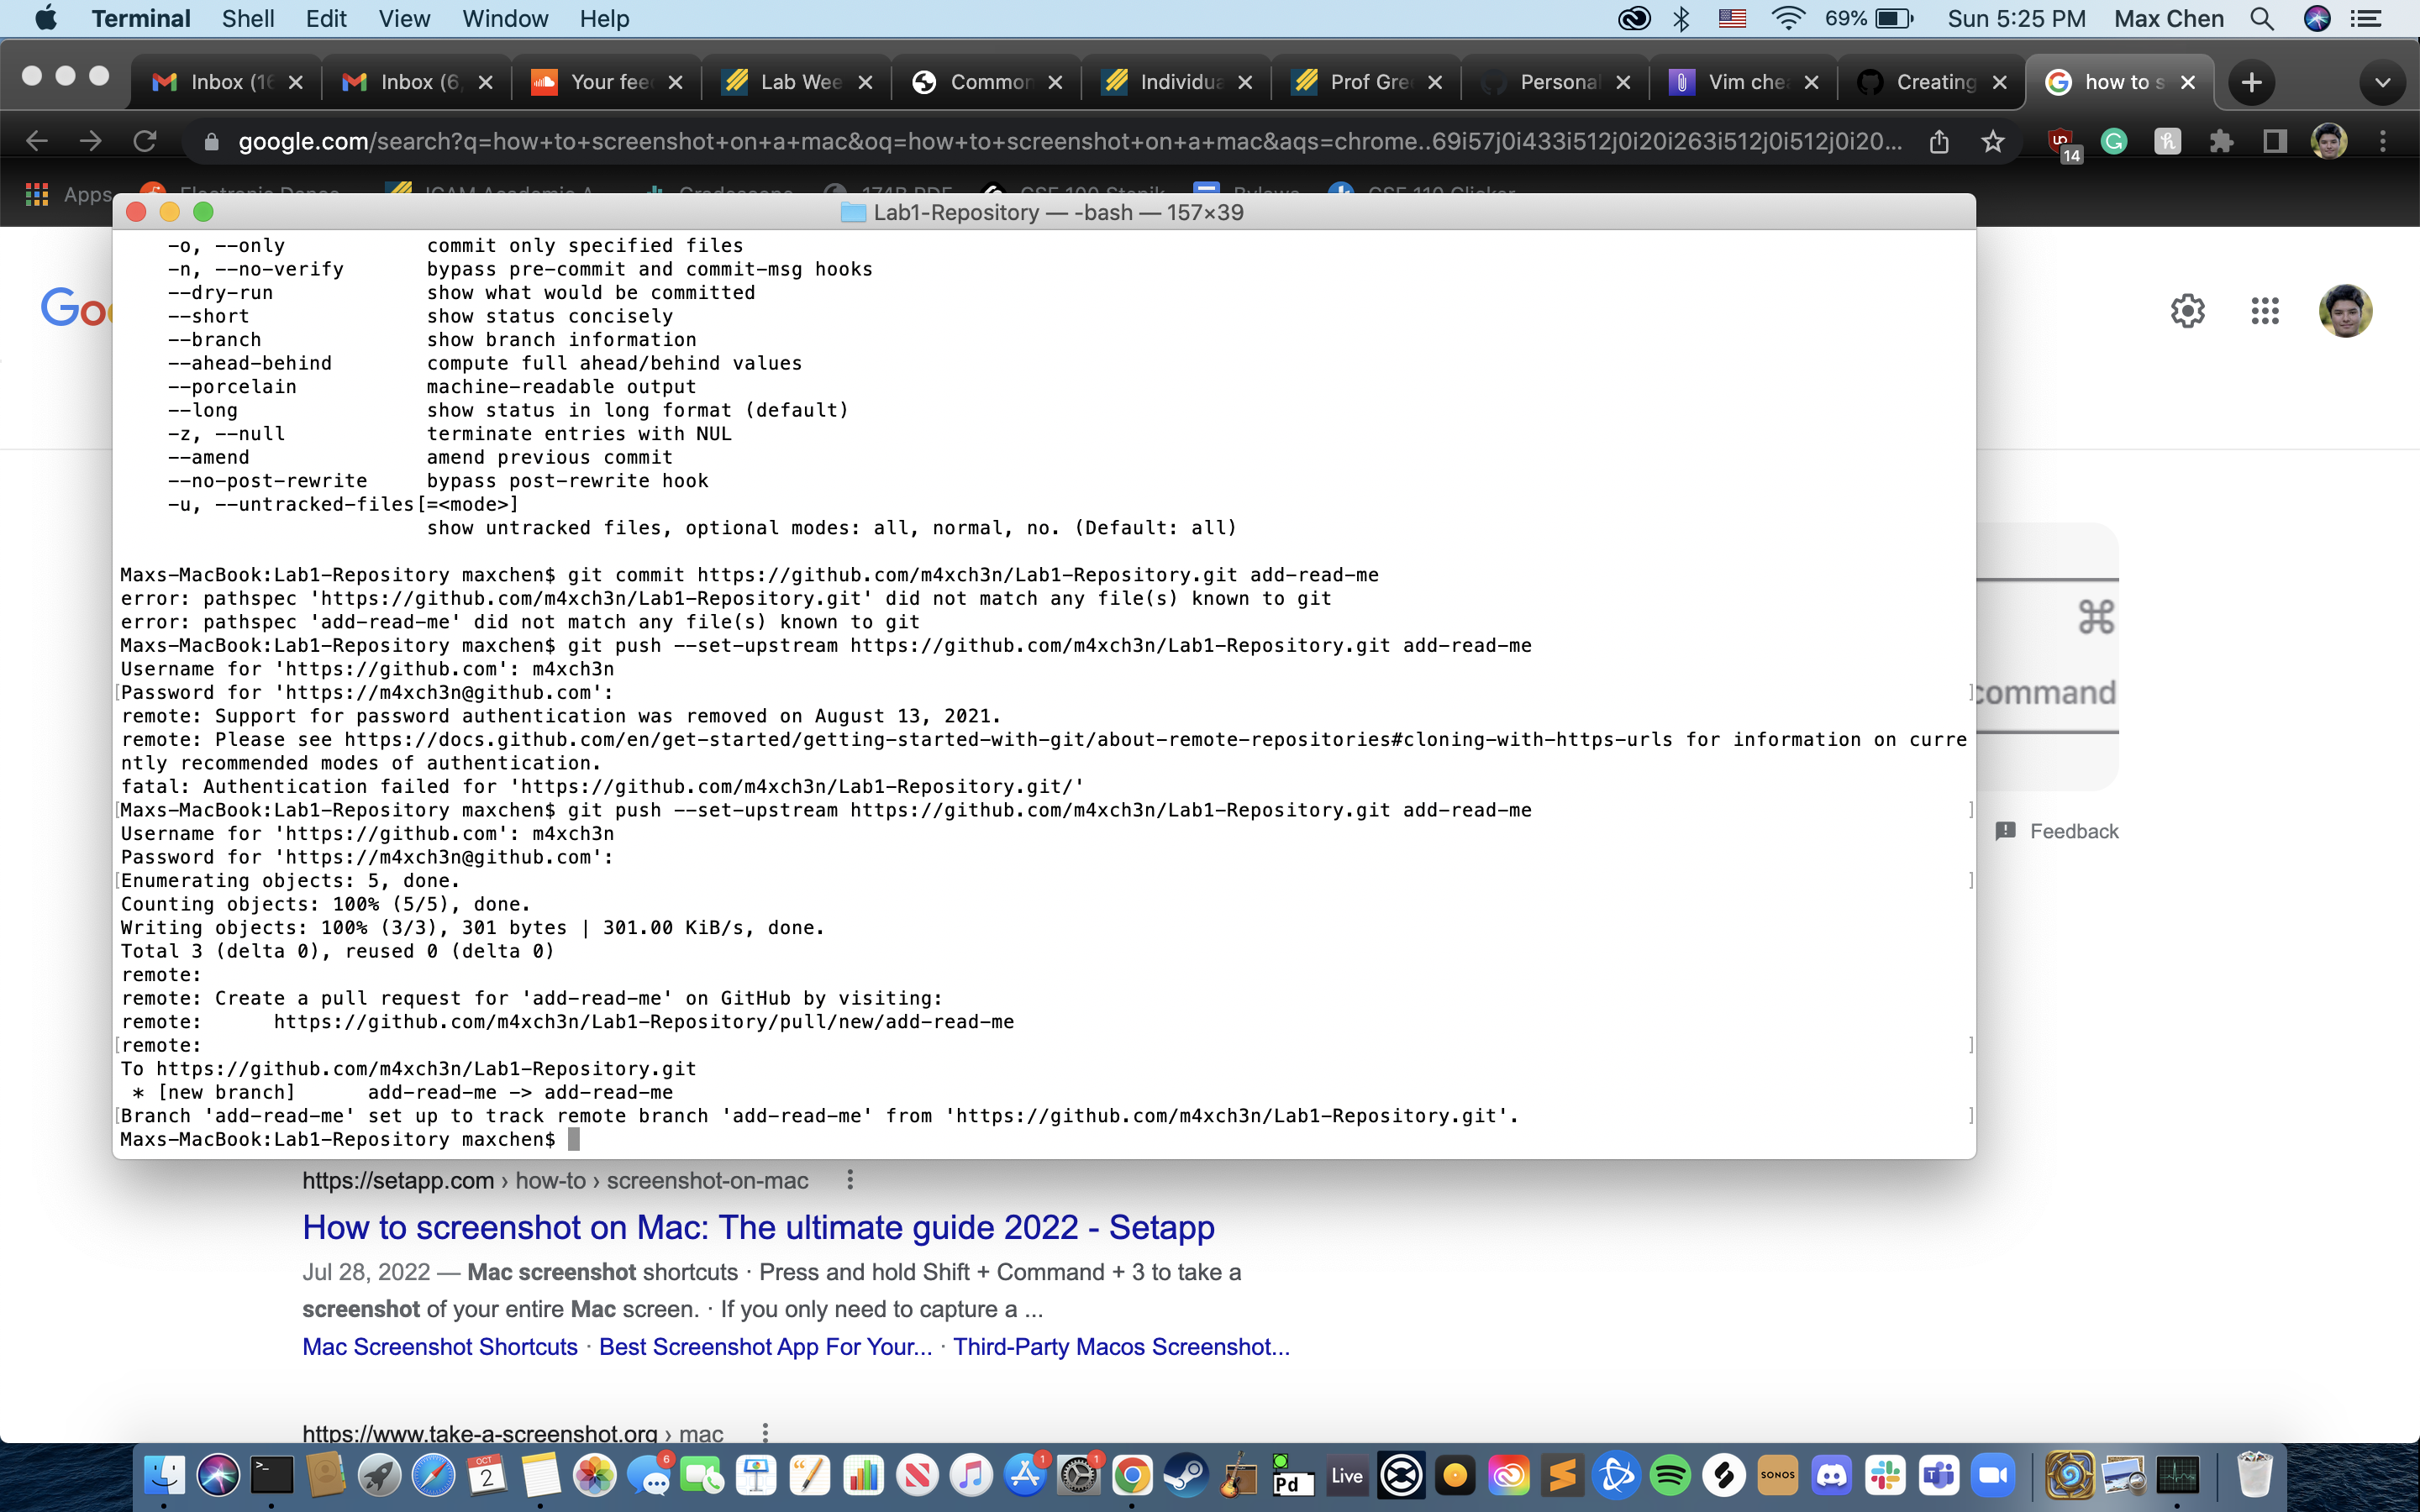 Terminal Shell Edit View Window Help 69% Sun 5:25 PM Max Chen
Inbox (16 Inbox (6, Your fee Lab Wee Common Individua Prof Gre Personal Vim che Creating how to s
google.com/search?q=how+to+screenshot+on+a+mac&oq=how+to+screenshot+on+a+mac&aqs=chrome..69i57j0i433i512j0i20i263i512j0i512j0i20... 14
Apps
Lab1-Repository — -bash — 157×39
-o, --only commit only specified files
-n, --no-verify bypass pre-commit and commit-msg hooks
--dry-run show what would be committed
--short show status concisely
--branch show branch information
--ahead-behind compute full ahead/behind values
--porcelain machine-readable output
--long show status in long format (default)
-z, --null terminate entries with NUL
--amend amend previous commit
--no-post-rewrite bypass post-rewrite hook
-u, --untracked-files[=<mode>]
show untracked files, optional modes: all, normal, no. (Default: all)
Maxs-MacBook:Lab1-Repository maxchen$ git commit https://github.com/m4xch3n/Lab1-Repository.git add-read-me
error: pathspec 'https://github.com/m4xch3n/Lab1-Repository.git' did not match any file(s) known to git
error: pathspec 'add-read-me' did not match any file(s) known to git
Maxs-MacBook:Lab1-Repository maxchen$ git push --set-upstream https://github.com/m4xch3n/Lab1-Repository.git add-read-me
Username for 'https://github.com': m4xch3n
[Password for 'https://m4xch3n@github.com': ]
remote: Support for password authentication was removed on August 13, 2021.
remote: Please see https://docs.github.com/en/get-started/getting-started-with-git/about-remote-repositories#cloning-with-https-urls for information on curre
ntly recommended modes of authentication.
fatal: Authentication failed for 'https://github.com/m4xch3n/Lab1-Repository.git/'
[Maxs-MacBook:Lab1-Repository maxchen$ git push --set-upstream https://github.com/m4xch3n/Lab1-Repository.git add-read-me ]
Username for 'https://github.com': m4xch3n
Password for 'https://m4xch3n@github.com':
[Enumerating objects: 5, done. ]
Counting objects: 100% (5/5), done.
Writing objects: 100% (3/3), 301 bytes | 301.00 KiB/s, done.
Total 3 (delta 0), reused 0 (delta 0)
remote:
remote: Create a pull request for 'add-read-me' on GitHub by visiting:
remote: https://github.com/m4xch3n/Lab1-Repository/pull/new/add-read-me
[remote: ]
To https://github.com/m4xch3n/Lab1-Repository.git
* [new branch] add-read-me -> add-read-me
[Branch 'add-read-me' set up to track remote branch 'add-read-me' from 'https://github.com/m4xch3n/Lab1-Repository.git'. ]
Maxs-MacBook:Lab1-Repository maxchen$
Goo
⌘
command
Feedback
https://setapp.com › how-to › screenshot-on-mac
How to screenshot on Mac: The ultimate guide 2022 - Setapp
Jul 28, 2022 — Mac screenshot shortcuts · Press and hold Shift + Command + 3 to take a
screenshot of your entire Mac screen. · If you only need to capture a ...
Mac Screenshot Shortcuts · Best Screenshot App For Your... · Third-Party Macos Screenshot...
https://www.take-a-screenshot.org › mac
OCT 2 6 1 1 Pd Live SONOS